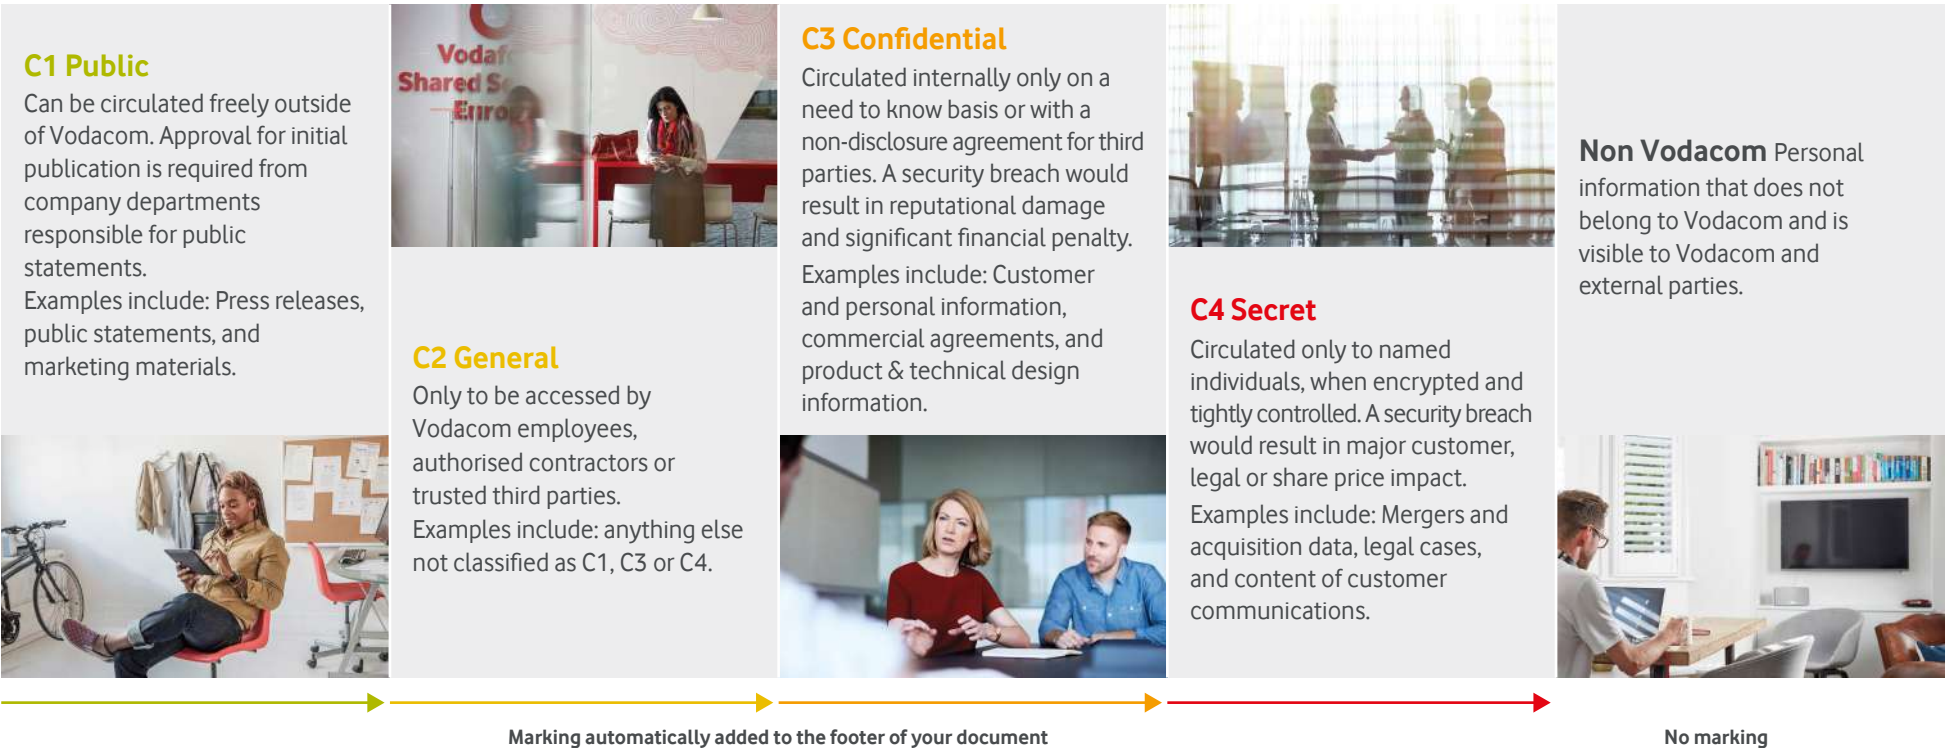 C1 Public
Can be circulated freely outside
of Vodacom. Approval for initial
publication is required from
company departments
responsible for public
statements.
Examples include: Press releases,
public statements, and
marketing materials.
Vodaf
Shared Se
Euro
C2 General
Only to be accessed by
Vodacom employees,
authorised contractors or
trusted third parties.
Examples include: anything else
not classified as C1, C3 or C4.
C3 Confidential
Circulated internally only on a
need to know basis or with a
non-disclosure agreement for third
parties. A security breach would
result in reputational damage
and significant financial penalty.
Examples include: Customer
and personal information,
commercial agreements, and
product & technical design
information.
C4 Secret
Circulated only to named
individuals, when encrypted and
tightly controlled. A security breach
would result in major customer,
legal or share price impact.
Examples include: Mergers and
acquisition data, legal cases,
and content of customer
communications.
Non Vodacom Personal
information that does not
belong to Vodacom and is
visible to Vodacom and
external parties.
Marking automatically added to the footer of your document
No marking